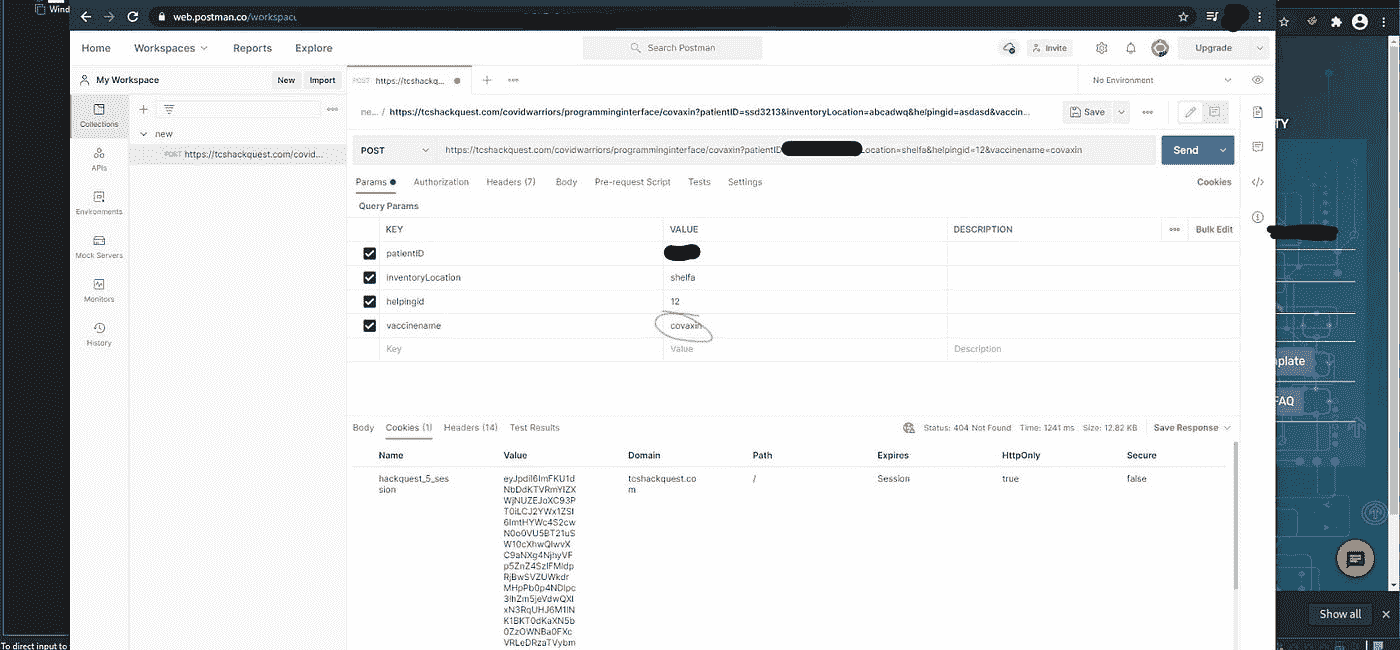 Wind
web.postman.co/workspac
Home Workspaces Reports Explore
Search Postman
Invite
Upgrade
My Workspace
New Import
POST https://tcshackq...
No Environment
Collections
APIs
Environments
Mock Servers
Monitors
History
new
POST https://tcshackquest.com/covid...
ne... / https://tcshackquest.com/covidwarriors/programminginterface/covaxin?patientID=ssd3213&inventoryLocation=abcadwq&helpingid=asdasd&vaccin...
Save
POST https://tcshackquest.com/covidwarriors/programminginterface/covaxin?patientID Location=shelfa&helpingid=12&vaccinename=covaxin
Send
Params Authorization Headers (7) Body Pre-request Script Tests Settings
Cookies
Query Params
KEY VALUE DESCRIPTION
Bulk Edit
patientID
inventoryLocation shelfa
helpingid 12
vaccinename covaxin
Key Value Description
Body Cookies (1) Headers (14) Test Results
Status: 404 Not Found Time: 1241 ms Size: 12.82 KB Save Response
Name Value Domain Path Expires HttpOnly Secure
hackquest_5_ses
sion
tcshackquest.co
m
/
Session
true
false
TY
plate
FAQ
Show all
To direct input to